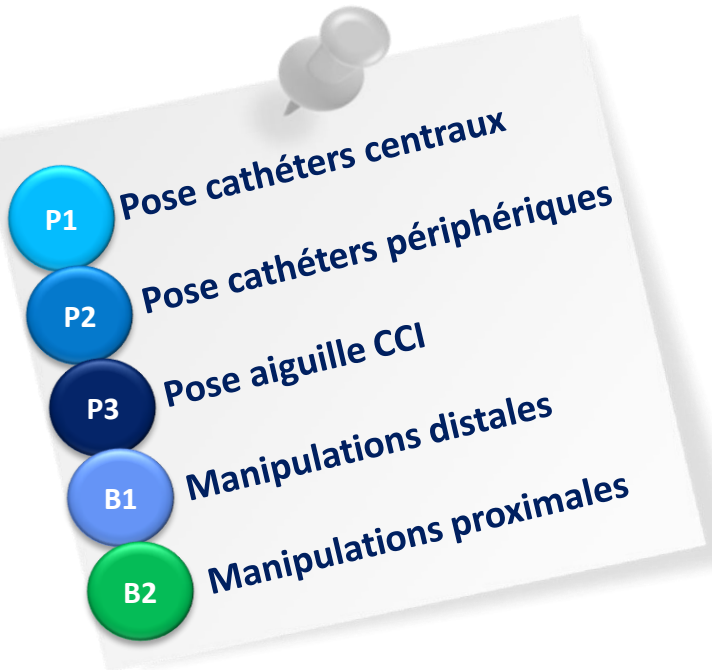 P1 Pose cathéters centraux
P2 Pose cathéters périphériques
P3 Pose aiguille CCI
B1 Manipulations distales
B2 Manipulations proximales